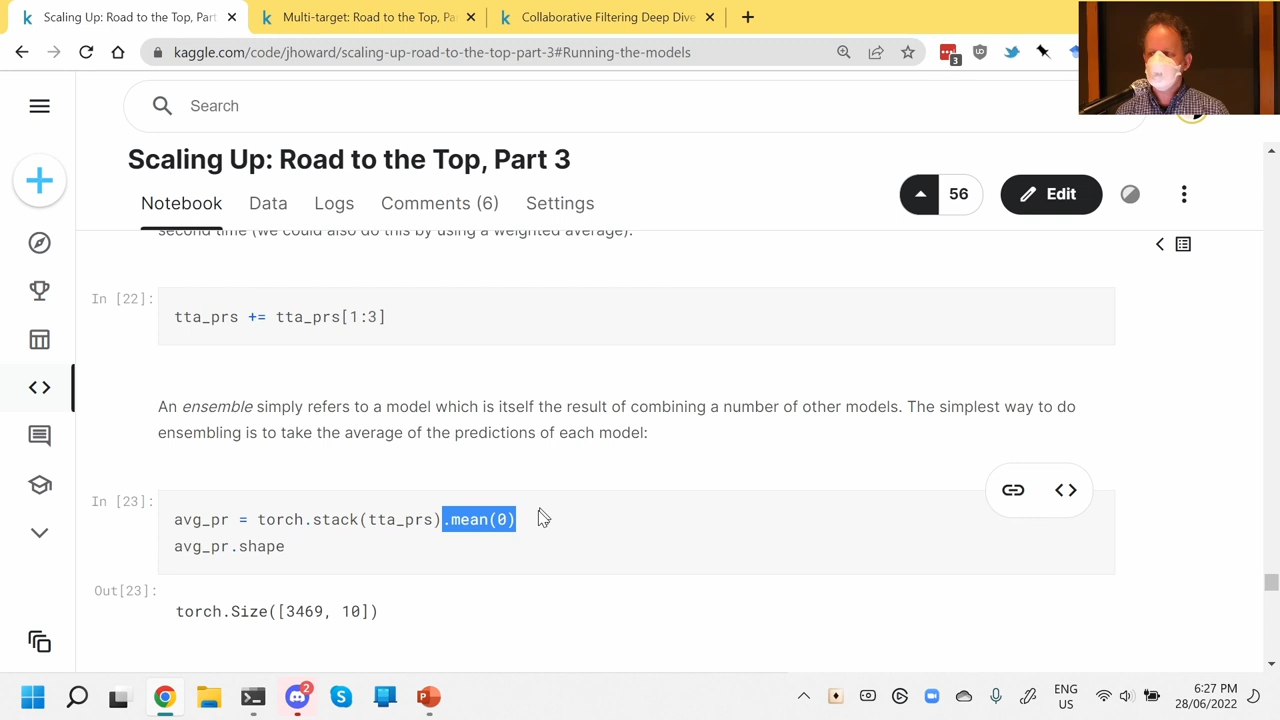 Scaling Up: Road to the Top, Part
Multi-target: Road to the Top, Pa
Collaborative Filtering Deep Dive
kaggle.com/code/jhoward/scaling-up-road-to-the-top-part-3#Running-the-models
3
Search
Scaling Up: Road to the Top, Part 3
56
Edit
Notebook
Data
Logs
Comments (6)
Settings
second time (we could also do this by using a weighted average).
In [22]:
tta_prs += tta_prs[1:3]
An ensemble simply refers to a model which is itself the result of combining a number of other models. The simplest way to do
ensembling is to take the average of the predictions of each model:
In [23]:
avg_pr = torch.stack(tta_prs).mean(0)
avg_pr.shape
Out[23]:
torch.Size([3469, 10])
2
ENG
US
6:27 PM
28/06/2022